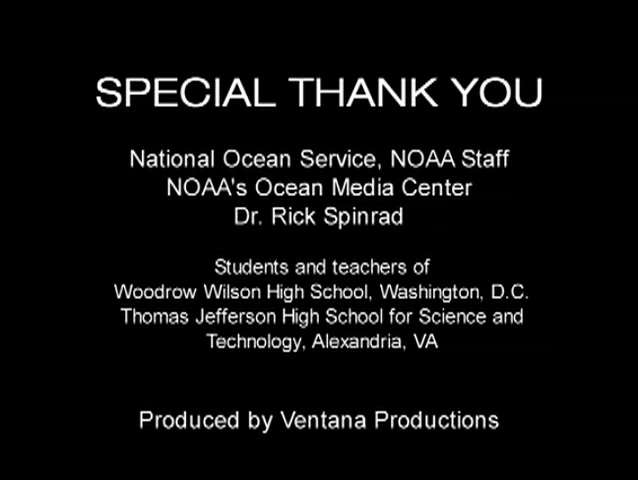 SPECIAL THANK YOU
National Ocean Service, NOAA Staff
NOAA's Ocean Media Center
Dr. Rick Spinrad
Students and teachers of
Woodrow Wilson High School, Washington, D.C.
Thomas Jefferson High School for Science and
Technology, Alexandria, VA
Produced by Ventana Productions